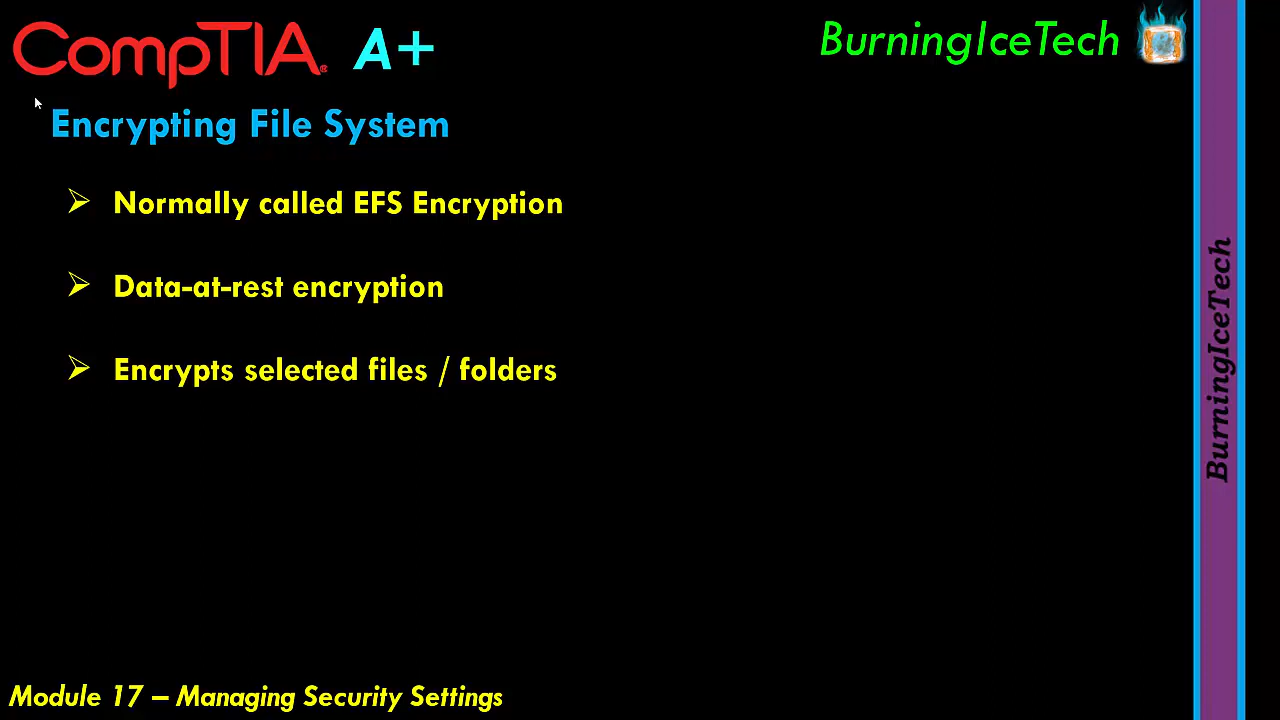 CompTIA® A+
BurningIceTech
Encrypting File System
➢ Normally called EFS Encryption
➢ Data-at-rest encryption
➢ Encrypts selected files / folders
BurningIceTech
Module 17 – Managing Security Settings